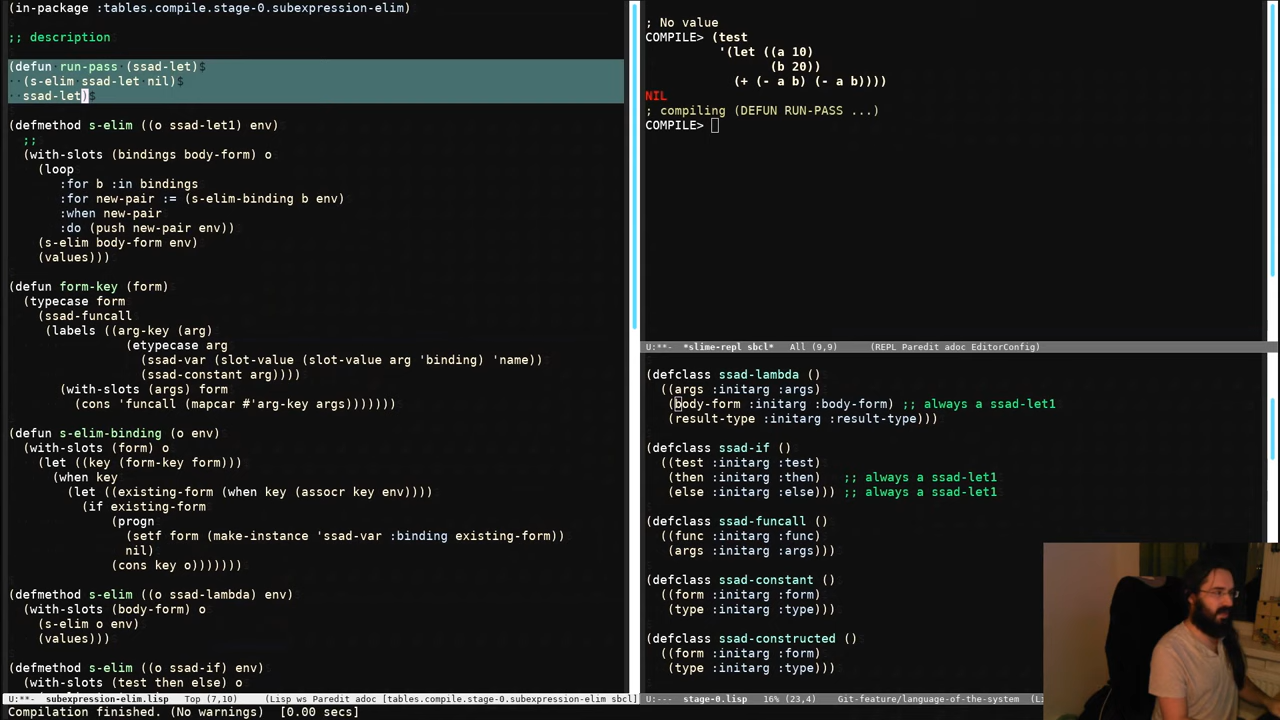 (in-package :tables.compile.stage-0.subexpression-elim)
;; description
(defun run-pass (ssad-let)
  (s-elim ssad-let nil)
  ssad-let)
(defmethod s-elim ((o ssad-let1) env)
  ;;
  (with-slots (bindings body-form) o
    (loop
       :for b :in bindings
       :for new-pair := (s-elim-binding b env)
       :when new-pair
       :do (push new-pair env))
    (s-elim body-form env)
    (values)))
(defun form-key (form)
  (typecase form
    (ssad-funcall
     (labels ((arg-key (arg)
                (etypecase arg
                  (ssad-var (slot-value (slot-value arg 'binding) 'name))
                  (ssad-constant arg))))
       (with-slots (args) form
         (cons 'funcall (mapcar #'arg-key args)))))))
(defun s-elim-binding (o env)
  (with-slots (form) o
    (let ((key (form-key form)))
      (when key
        (let ((existing-form (when key (assocr key env))))
          (if existing-form
              (progn
                (setf form (make-instance 'ssad-var :binding existing-form))
                nil)
              (cons key o)))))))
(defmethod s-elim ((o ssad-lambda) env)
  (with-slots (body-form) o
    (s-elim o env)
    (values)))
(defmethod s-elim ((o ssad-if) env)
  (with-slots (test then else) o
U:**-  subexpression-elim.lisp   Top (7,10)     (Lisp ws Paredit adoc [tables.compile.stage-0.subexpression-elim sbcl]
Compilation finished. (No warnings)  [0.00 secs]
; No value
COMPILE> (test
          '(let ((a 10)
                 (b 20))
             (+ (- a b) (- a b))))
NIL
; compiling (DEFUN RUN-PASS ...)
COMPILE>
U:**-  *slime-repl sbcl*   All (9,9)     (REPL Paredit adoc EditorConfig)
(defclass ssad-lambda ()
  ((args :initarg :args)
   (body-form :initarg :body-form) ;; always a ssad-let1
   (result-type :initarg :result-type)))
(defclass ssad-if ()
  ((test :initarg :test)
   (then :initarg :then)   ;; always a ssad-let1
   (else :initarg :else))) ;; always a ssad-let1
(defclass ssad-funcall ()
  ((func :initarg :func)
   (args :initarg :args)))
(defclass ssad-constant ()
  ((form :initarg :form)
   (type :initarg :type)))
(defclass ssad-constructed ()
  ((form :initarg :form)
   (type :initarg :type)))
U:---  stage-0.lisp   16% (23,4)     Git-feature/language-of-the-system  (Li